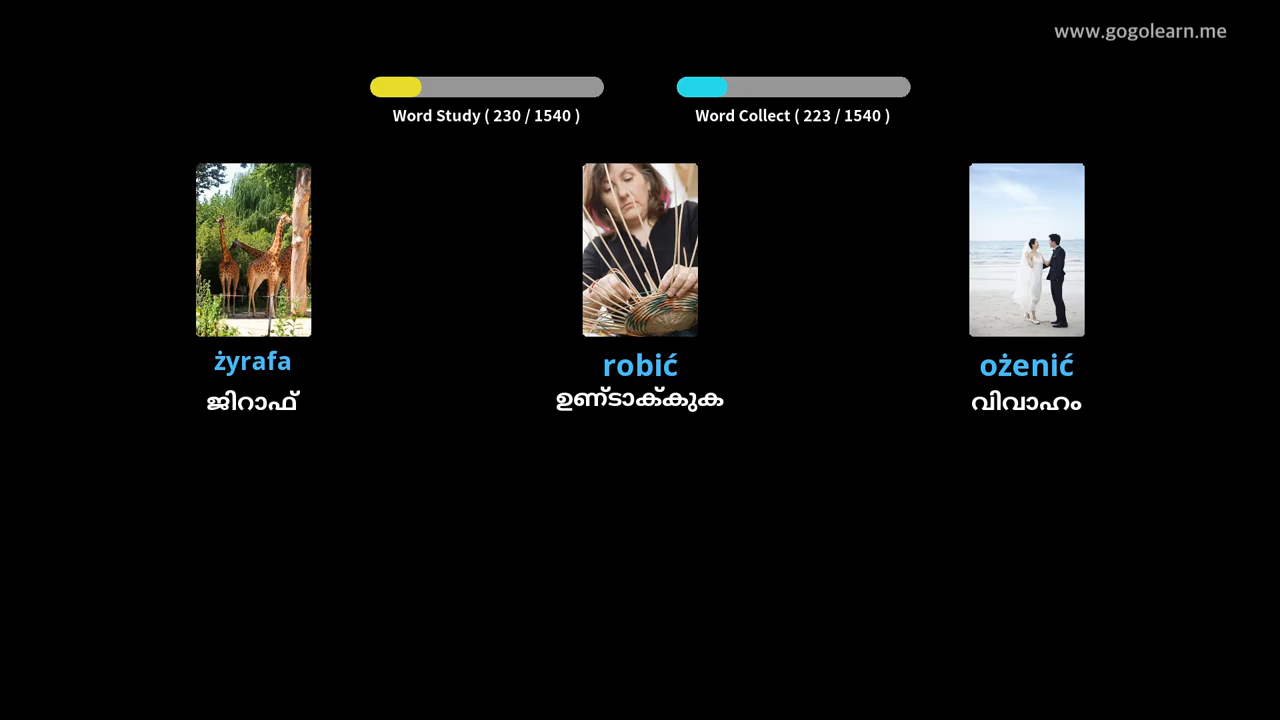 www.gogolearn.me
Word Study ( 230 / 1540 )
Word Collect ( 223 / 1540 )
żyrafa
robić
ożenić
ജിറാഫ്
ഉണ്ടാക്കുക
വിവാഹം